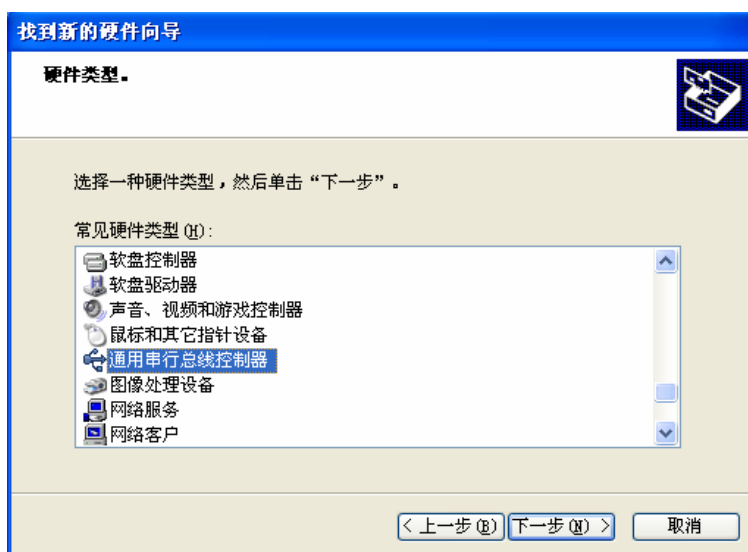 找到新的硬件向导
硬件类型。
选择一种硬件类型，然后单击“下一步”。
常见硬件类型(H):
软盘控制器
软盘驱动器
声音、视频和游戏控制器
鼠标和其它指针设备
通用串行总线控制器
图像处理设备
网络服务
网络客户
< 上一步(B) 下一步(N) > 取消